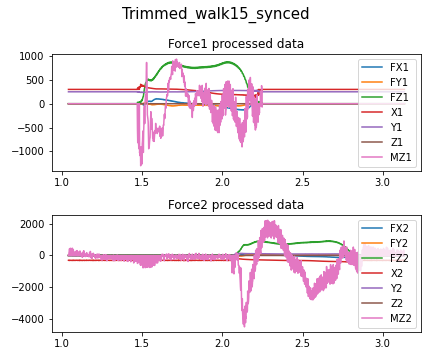 Trimmed_walk15_synced
Force1 processed data
1000
500
0
−500
−1000
1.0 1.5 2.0 2.5 3.0
FX1
FY1
FZ1
X1
Y1
Z1
MZ1
Force2 processed data
2000
0
−2000
−4000
1.0 1.5 2.0 2.5 3.0
FX2
FY2
FZ2
X2
Y2
Z2
MZ2